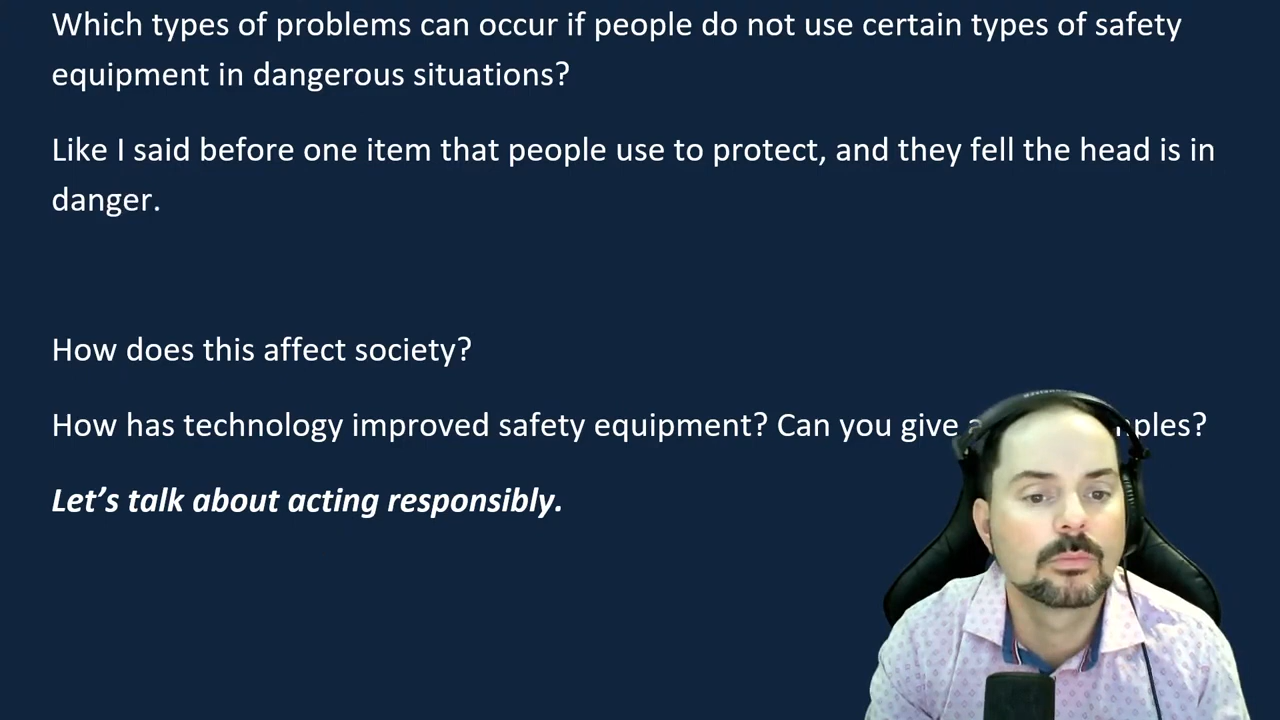 Which types of problems can occur if people do not use certain types of safety
equipment in dangerous situations?
Like I said before one item that people use to protect, and they fell the head is in
danger.
How does this affect society?
How has technology improved safety equipment? Can you give
Let's talk about acting responsibly.